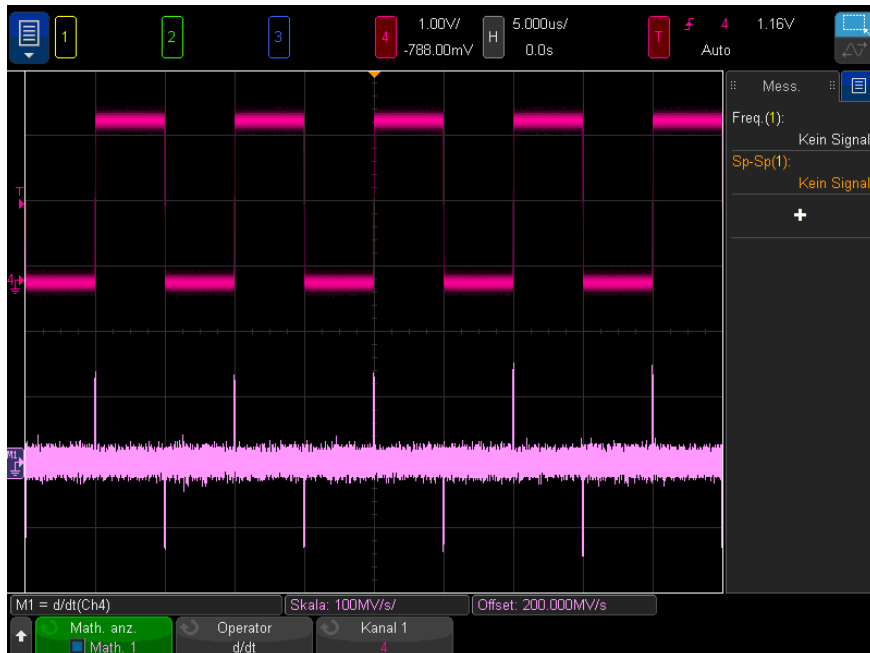 1 2 3 4 1.00V/ H 5.000us/ T 4 1.16V
-788.00mV 0.0s Auto
Mess.
Freq.(1):
Kein Signal
Sp-Sp(1):
Kein Signal
+
T
4
M1
M1 = d/dt(Ch4) Skala: 100MV/s/ Offset: 200.000MV/s
Math. anz. Operator Kanal 1
Math. 1 d/dt 4